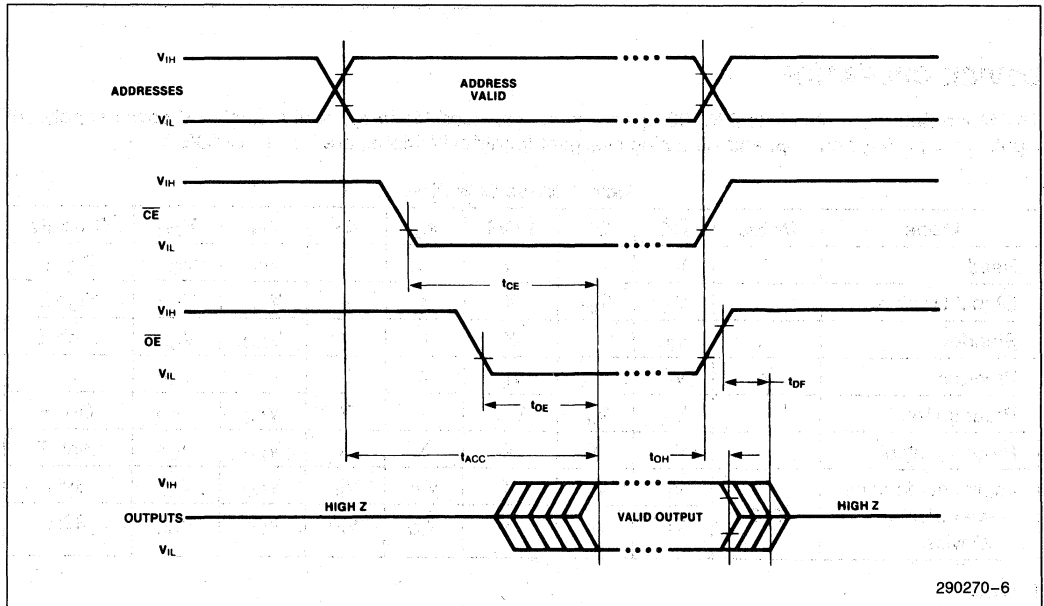 VIH
ADDRESSES
ADDRESS
VALID
VIL
VIH
CE
VIL
tCE
VIH
OE
VIL
tDF
tOE
tACC
tOH
VIH
OUTPUTS
HIGH Z
VALID OUTPUT
HIGH Z
VIL
290270–6